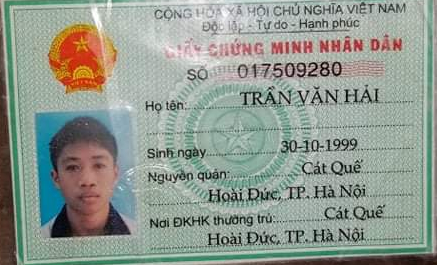 CỘNG HÒA XÃ HỘI CHỦ NGHĨA VIỆT NAM
Độc lập - Tự do - Hạnh phúc
GIẤY CHỨNG MINH NHÂN DÂN
SỐ 017509280
Họ tên: TRẦN VĂN HẢI
Sinh ngày 30-10-1999
Nguyên quán: Cát Quế
Hoài Đức, TP. Hà Nội
Nơi ĐKHK thường trú: Cát Quế
Hoài Đức, TP. Hà Nội